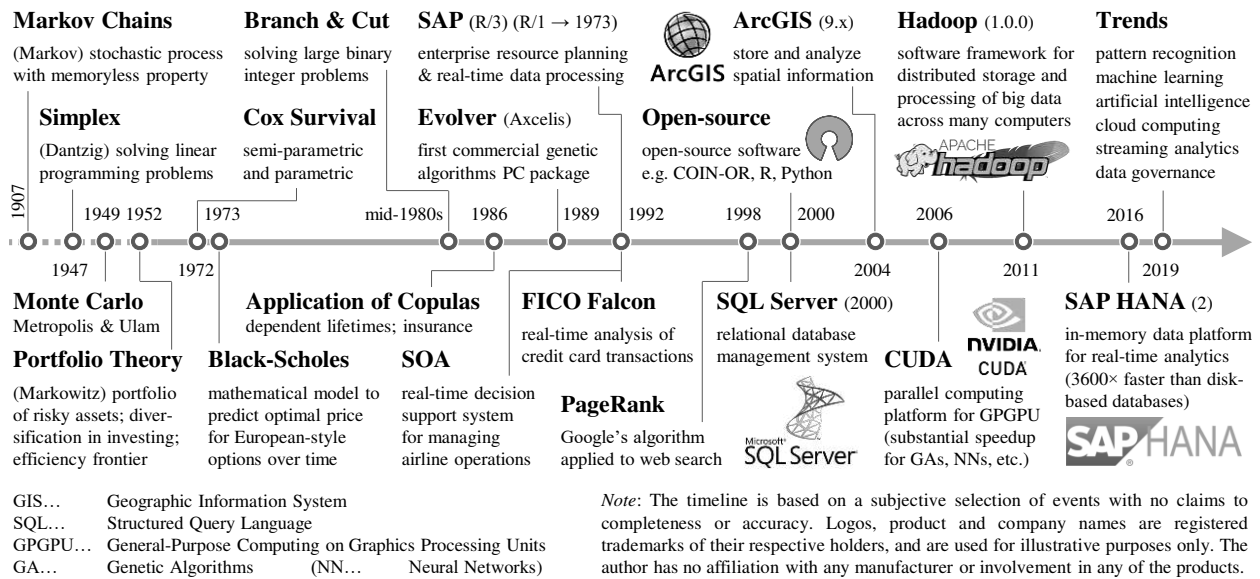 Markov Chains
(Markov) stochastic process
with memoryless property
Branch & Cut
solving large binary
integer problems
SAP (R/3) (R/1 → 1973)
enterprise resource planning
& real-time data processing
ArcGIS
ArcGIS (9.x)
store and analyze
spatial information
Hadoop (1.0.0)
software framework for
distributed storage and
processing of big data
across many computers
APACHE
hadoop
Trends
pattern recognition
machine learning
artificial intelligence
cloud computing
streaming analytics
data governance
Simplex
(Dantzig) solving linear
programming problems
Cox Survival
semi-parametric
and parametric
Evolver (Axcelis)
first commercial genetic
algorithms PC package
Open-source
open-source software
e.g. COIN-OR, R, Python
1907
1949 1952 1973 mid-1980s 1986 1989 1992 1998 2000 2006 2016
1947 1972 2004 2011 2019
Monte Carlo
Metropolis & Ulam
Portfolio Theory
(Markowitz) portfolio
of risky assets; diver-
sification in investing;
efficiency frontier
Application of Copulas
dependent lifetimes; insurance
Black-Scholes
mathematical model to
predict optimal price
for European-style
options over time
SOA
real-time decision
support system
for managing
airline operations
FICO Falcon
real-time analysis of
credit card transactions
PageRank
Google's algorithm
applied to web search
SQL Server (2000)
relational database
management system
Microsoft®
SQL Server®
CUDA
parallel computing
platform for GPGPU
(substantial speedup
for GAs, NNs, etc.)
NVIDIA.
CUDA®
SAP HANA (2)
in-memory data platform
for real-time analytics
(3600× faster than disk-
based databases)
SAP® HANA
GIS… Geographic Information System
SQL… Structured Query Language
GPGPU… General-Purpose Computing on Graphics Processing Units
GA… Genetic Algorithms (NN… Neural Networks)
Note: The timeline is based on a subjective selection of events with no claims to
completeness or accuracy. Logos, product and company names are registered
trademarks of their respective holders, and are used for illustrative purposes only. The
author has no affiliation with any manufacturer or involvement in any of the products.